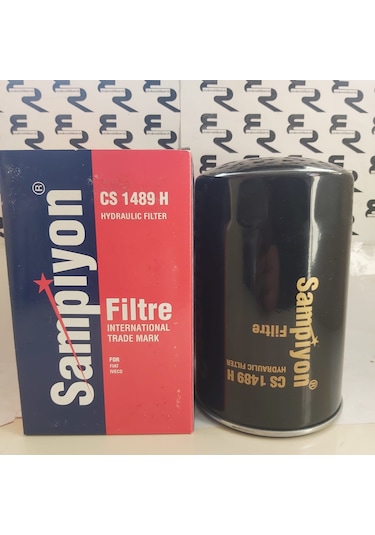 Sampiyon®
CS 1489 H
HYDRAULIC FILTER
Filtre
INTERNATIONAL
TRADE MARK
FOR
FIAT
IVECO
Sampiyon®
Filtre
HYDRAULIC FILTER
CS 1489 H